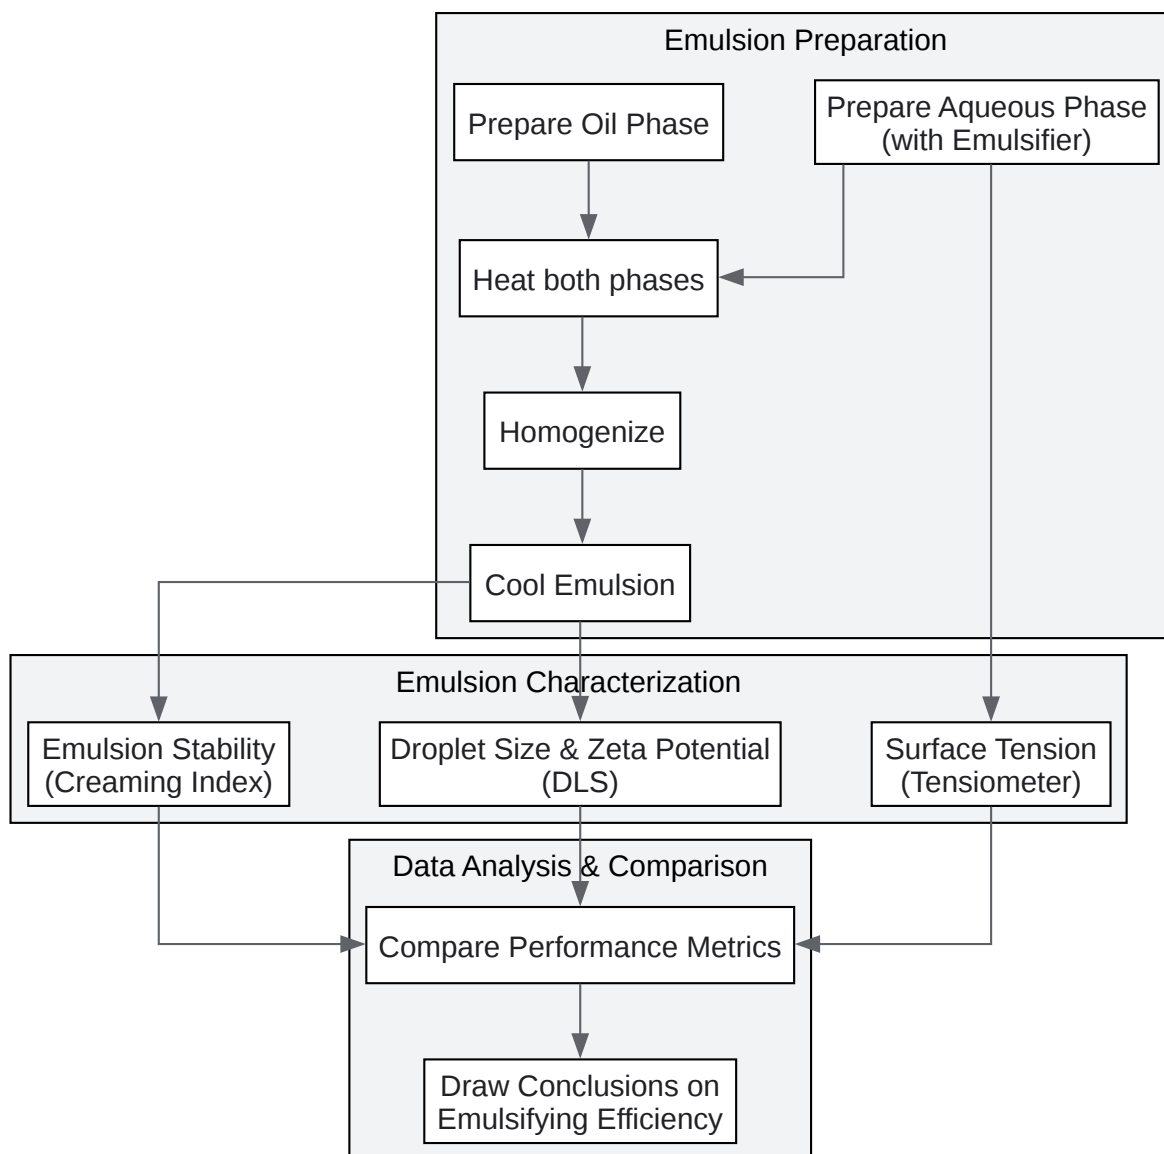 Emulsion Preparation
Prepare Oil Phase
Prepare Aqueous Phase
(with Emulsifier)
Heat both phases
Homogenize
Cool Emulsion
Emulsion Characterization
Emulsion Stability
(Creaming Index)
Droplet Size & Zeta Potential
(DLS)
Surface Tension
(Tensiometer)
Data Analysis & Comparison
Compare Performance Metrics
Draw Conclusions on
Emulsifying Efficiency